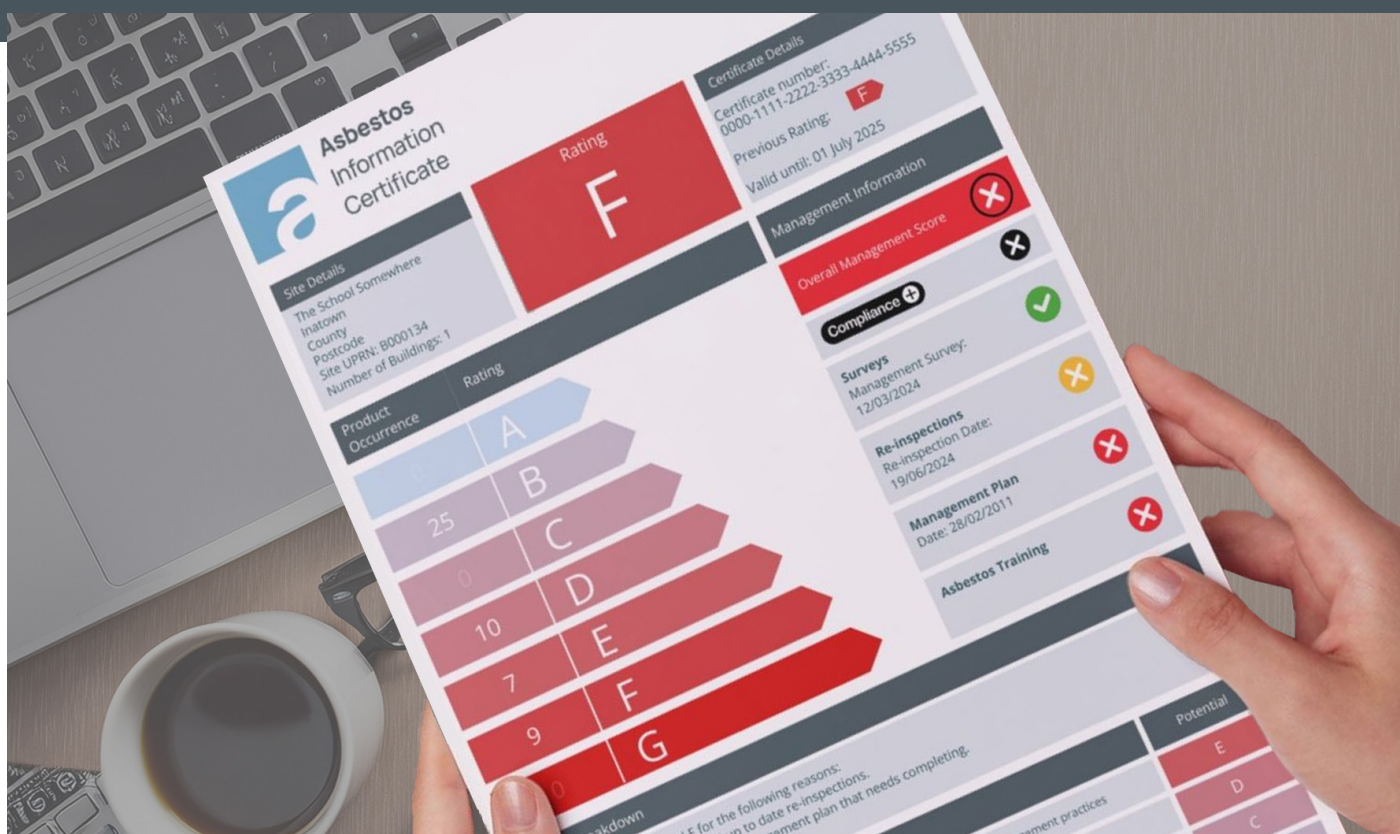 Asbestos
Information
Certificate
Rating
F
Certificate Details
Certificate number:
0000-1111-2222-3333-4444-5555
Previous Rating:
F
Valid until: 01 July 2025
Site Details
The School Somewhere
Inatown
County
Postcode
Site UPRN: B000134
Number of Buildings: 1
Management Information
Overall Management Score
Compliance
Surveys
Management Survey:
12/03/2024
Re-inspections
Re-inspection Date:
19/06/2024
Management Plan
Date: 28/02/2011
Asbestos Training
Product
Occurrence
Rating
0 A
25 B
0 C
10 D
7 E
9 F
0 G
for the following reasons:
up to date re-inspections.
plan that needs completing.
Potential
practices
E
D
C